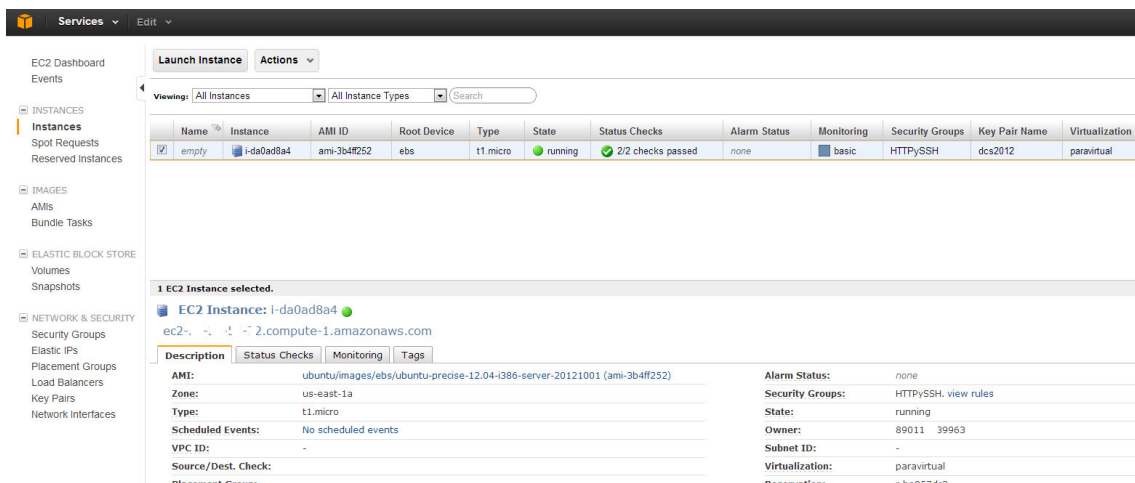 Services Edit
EC2 Dashboard
Events
INSTANCES
Instances
Spot Requests
Reserved Instances
IMAGES
AMIs
Bundle Tasks
ELASTIC BLOCK STORE
Volumes
Snapshots
NETWORK & SECURITY
Security Groups
Elastic IPs
Placement Groups
Load Balancers
Key Pairs
Network Interfaces
Launch Instance Actions
Viewing: All Instances All Instance Types Search
Name Instance AMI ID Root Device Type State Status Checks Alarm Status Monitoring Security Groups Key Pair Name Virtualization
empty i-da0ad8a4 ami-3b4ff252 ebs t1.micro running 2/2 checks passed none basic HTTPySSH dcs2012 paravirtual
1 EC2 Instance selected.
EC2 Instance: i-da0ad8a4
2.compute-1.amazonaws.com
Description Status Checks Monitoring Tags
AMI: ubuntu/images/ebs/ubuntu-precise-12.04-i386-server-20121001 (ami-3b4ff252) Alarm Status: none
Zone: us-east-1a Security Groups: HTTPySSH. view rules
Type: t1.micro State: running
Scheduled Events: No scheduled events Owner: 89011 39963
VPC ID: - Subnet ID: -
Source/Dest. Check: Virtualization: paravirtual